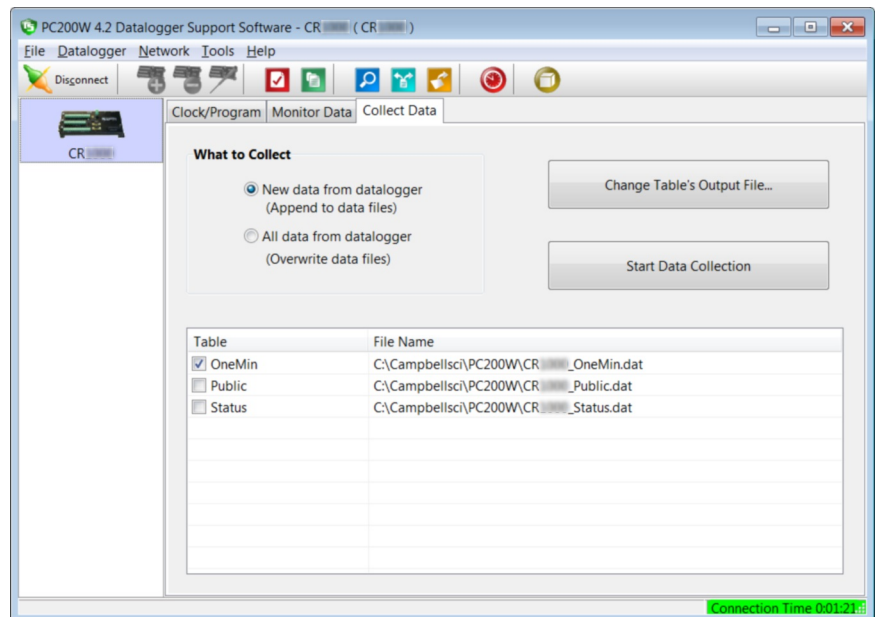 PC200W 4.2 Datalogger Support Software - CR ( CR )
File Datalogger Network Tools Help
Disconnect
CR
Clock/Program Monitor Data Collect Data
What to Collect
New data from datalogger
(Append to data files)
All data from datalogger
(Overwrite data files)
Change Table's Output File...
Start Data Collection
Table File Name
OneMin C:\Campbellsci\PC200W\CR _OneMin.dat
Public C:\Campbellsci\PC200W\CR _Public.dat
Status C:\Campbellsci\PC200W\CR _Status.dat
Connection Time 0:01:21